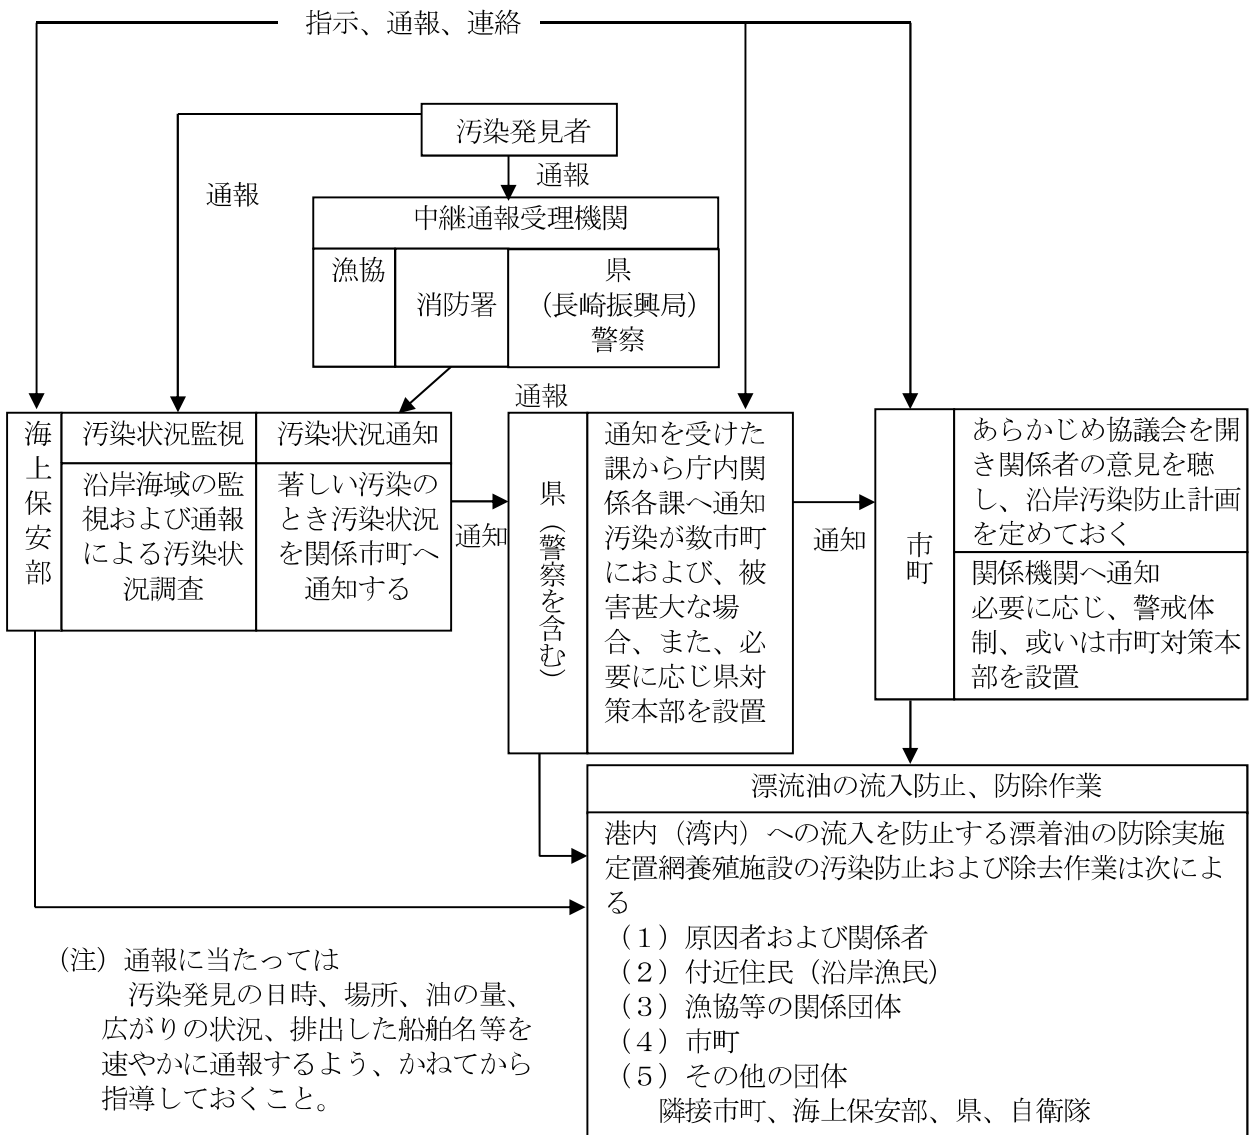 指示、通報、連絡
汚染発見者
通報
通報
中継通報受理機関
漁協
消防署
県
（長崎振興局）
警察
海上保安部
汚染状況監視
沿岸海域の監
視および通報
による汚染状
況調査
汚染状況通知
著しい汚染の
とき汚染状況
を関係市町へ
通知する
通知
通報
県（警察を含む）
通知を受けた
課から庁内関
係各課へ通知
汚染が数市町
におよび、被
害甚大な場
合、また、必
要に応じ県対
策本部を設置
通知
市町
あらかじめ協議会を開
き関係者の意見を聴
し、沿岸汚染防止計画
を定めておく
関係機関へ通知
必要に応じ、警戒体
制、或いは市町対策本
部を設置
漂流油の流入防止、防除作業
港内（湾内）への流入を防止する漂着油の防除実施
定置網養殖施設の汚染防止および除去作業は次によ
る
（１）原因者および関係者
（２）付近住民（沿岸漁民）
（３）漁協等の関係団体
（４）市町
（５）その他の団体
隣接市町、海上保安部、県、自衛隊
（注）通報に当たっては
汚染発見の日時、場所、油の量、
広がりの状況、排出した船舶名等を
速やかに通報するよう、かねてから
指導しておくこと。